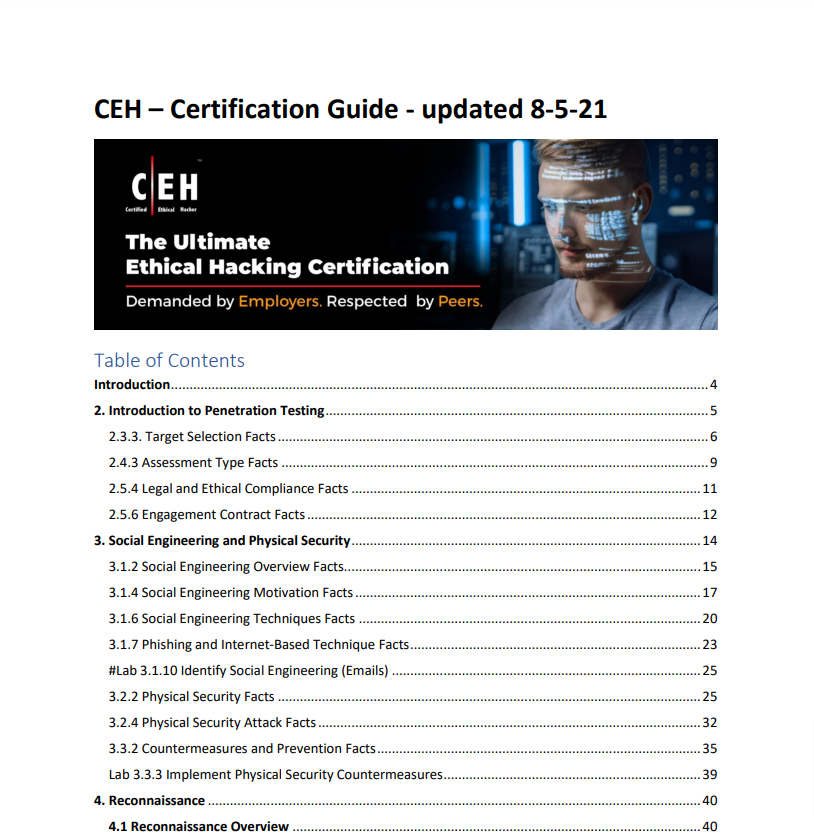 CEH – Certification Guide - updated 8-5-21
C|EH™
Certified Ethical Hacker
The Ultimate
Ethical Hacking Certification
Demanded by Employers. Respected by Peers.
Table of Contents
Introduction 4
2. Introduction to Penetration Testing 5
2.3.3. Target Selection Facts 6
2.4.3 Assessment Type Facts 9
2.5.4 Legal and Ethical Compliance Facts 11
2.5.6 Engagement Contract Facts 12
3. Social Engineering and Physical Security 14
3.1.2 Social Engineering Overview Facts 15
3.1.4 Social Engineering Motivation Facts 17
3.1.6 Social Engineering Techniques Facts 20
3.1.7 Phishing and Internet-Based Technique Facts 23
#Lab 3.1.10 Identify Social Engineering (Emails) 25
3.2.2 Physical Security Facts 25
3.2.4 Physical Security Attack Facts 32
3.3.2 Countermeasures and Prevention Facts 35
Lab 3.3.3 Implement Physical Security Countermeasures 39
4. Reconnaissance 40
4.1 Reconnaissance Overview 40